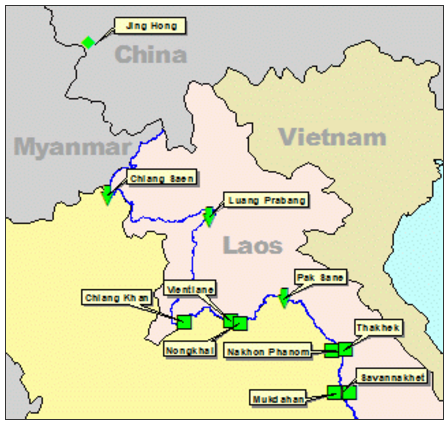 Jing Hong
China
Myanmar
Vietnam
Chiang Saen
Luang Prabang
Laos
Pak Sane
Vientiane
Chiang Khan
Thakhek
Nongkhai
Nakhon Phanom
Savannakhet
Mukdahan